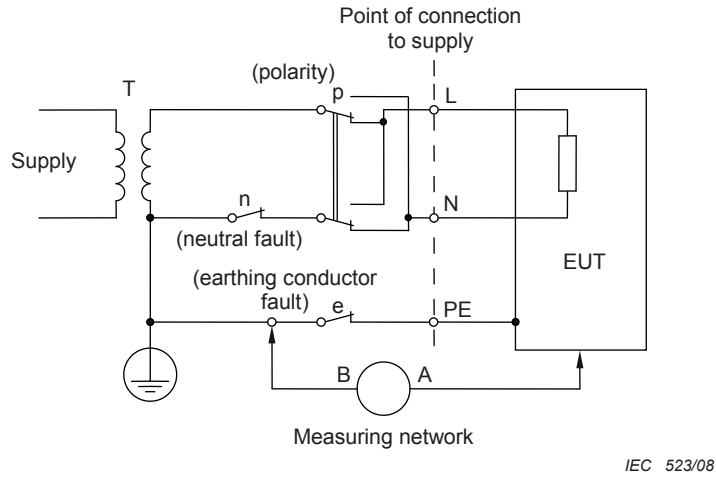 Point of connection
to supply
(polarity)
T
p
L
Supply
n
N
(neutral fault)
EUT
(earthing conductor
fault)
e
PE
B
A
Measuring network
IEC 523/08